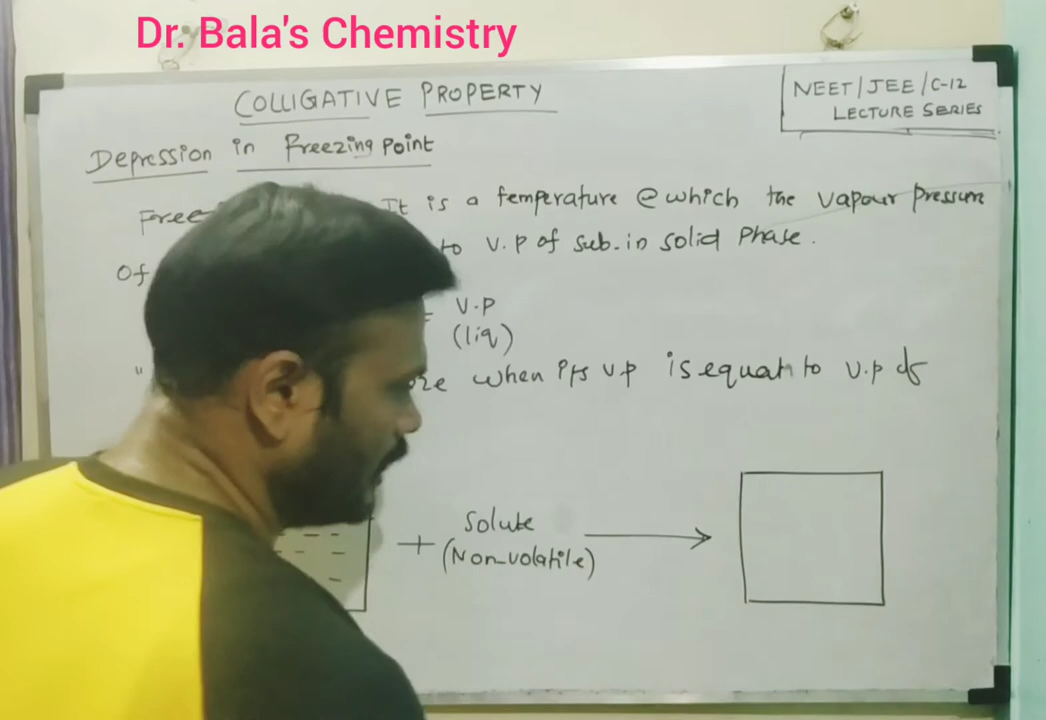 Dr. Bala's Chemistry
COLLIGATIVE PROPERTY
NEET/JEE/C-12
LECTURE SERIES
Depression in Freezing Point
It is a temperature @ which the vapour pressure
Of to V.P of sub. in solid Phase.
V.P
(liq)
when its v.p is equal to v.p of
+ Solute
(Non-volatile)